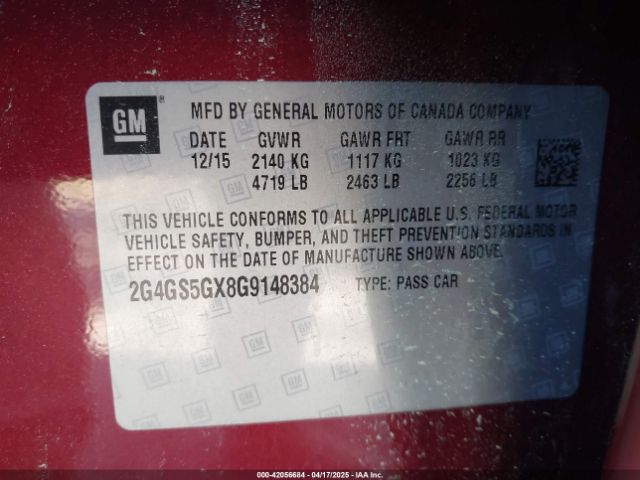 GM
MFD BY GENERAL MOTORS OF CANADA COMPANY
DATE GVWR GAWR FRT GAWR RR
12/15 2140 KG 1117 KG 1023 KG
4719 LB 2463 LB 2256 LB
THIS VEHICLE CONFORMS TO ALL APPLICABLE U.S. FEDERAL MOTOR
VEHICLE SAFETY, BUMPER, AND THEFT PREVENTION STANDARDS IN
EFFECT ON THE DATE OF MANUFACTURE SHOWN ABOVE.
2G4GS5GX8G9148384 TYPE: PASS CAR
000-42056684 - 04/17/2025 - IAA Inc.